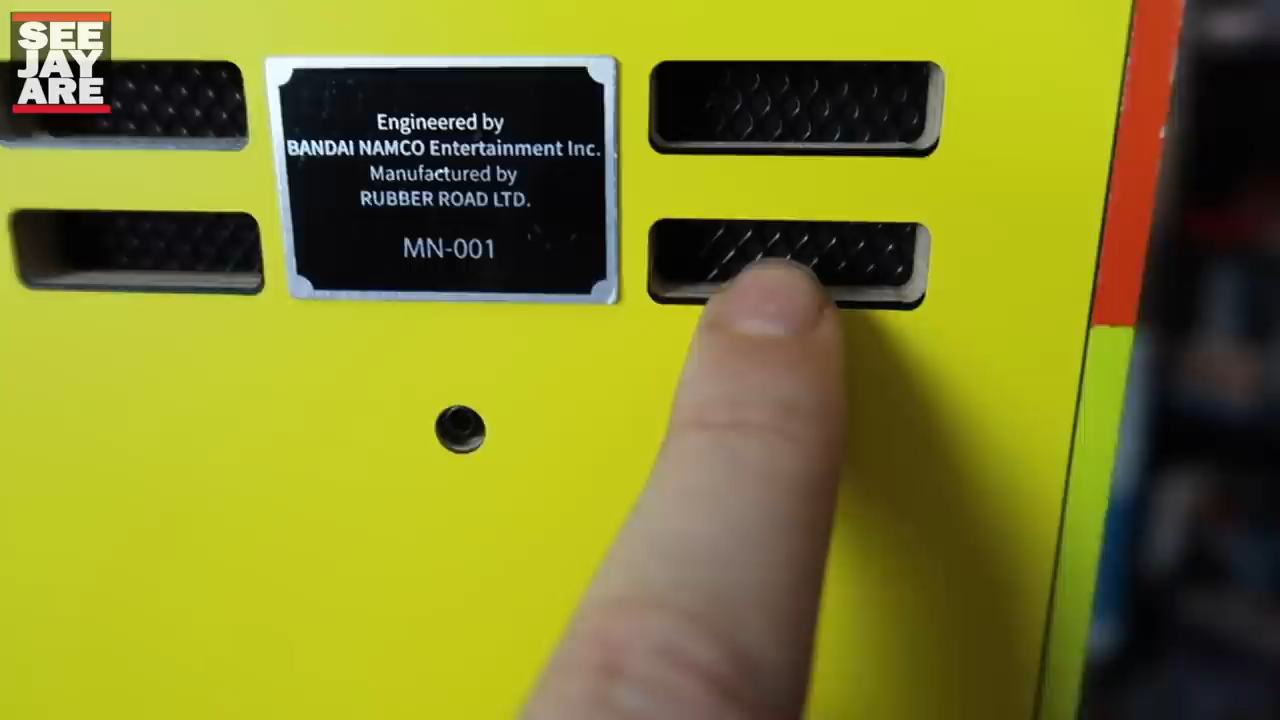 SEE
JAY
ARE
Engineered by
BANDAI NAMCO Entertainment Inc.
Manufactured by
RUBBER ROAD LTD.
MN-001